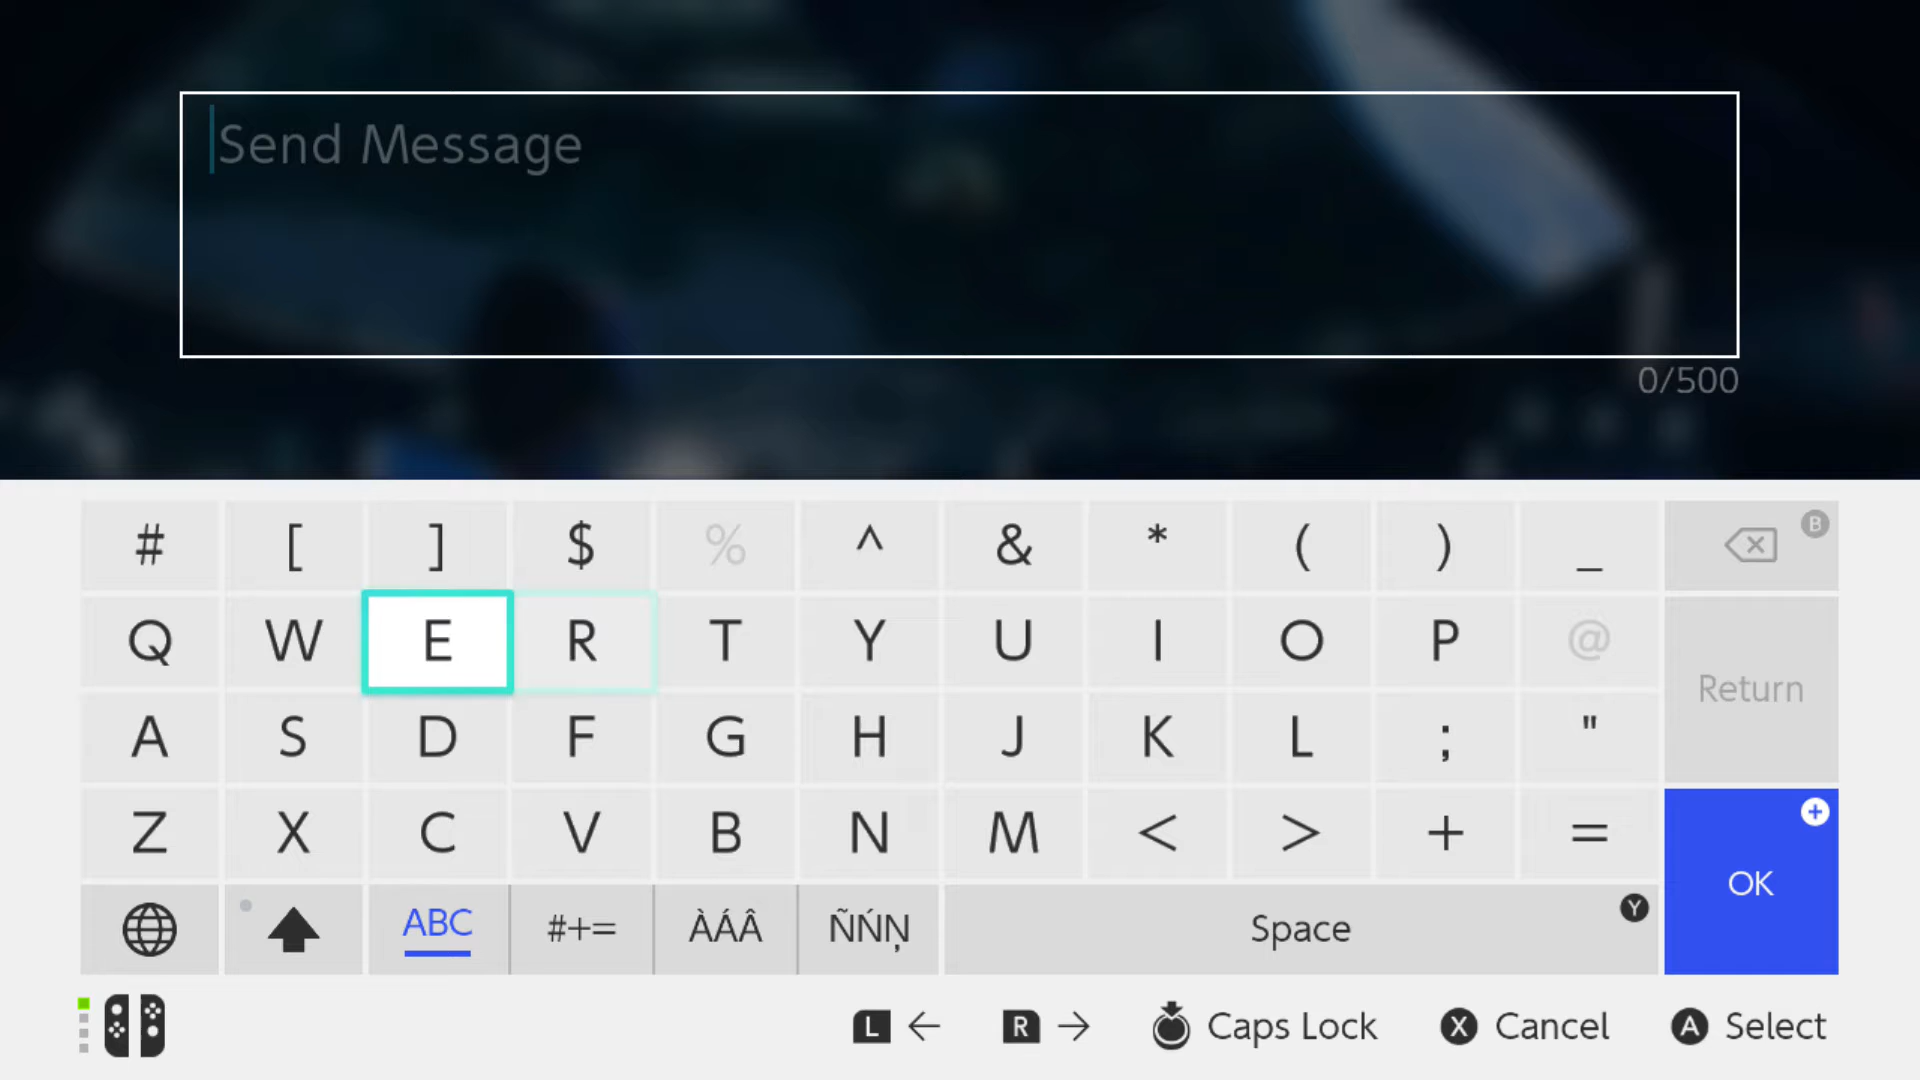 Send Message
0/500
# [ ] $ % ^ & * ( ) _ B
Q W E R T Y U I O P @ Return
A S D F G H J K L ; "
Z X C V B N M < > + = OK
ABC #+= ÀÁÂ ÑŃŅ Space Y
L ← R → Caps Lock X Cancel A Select